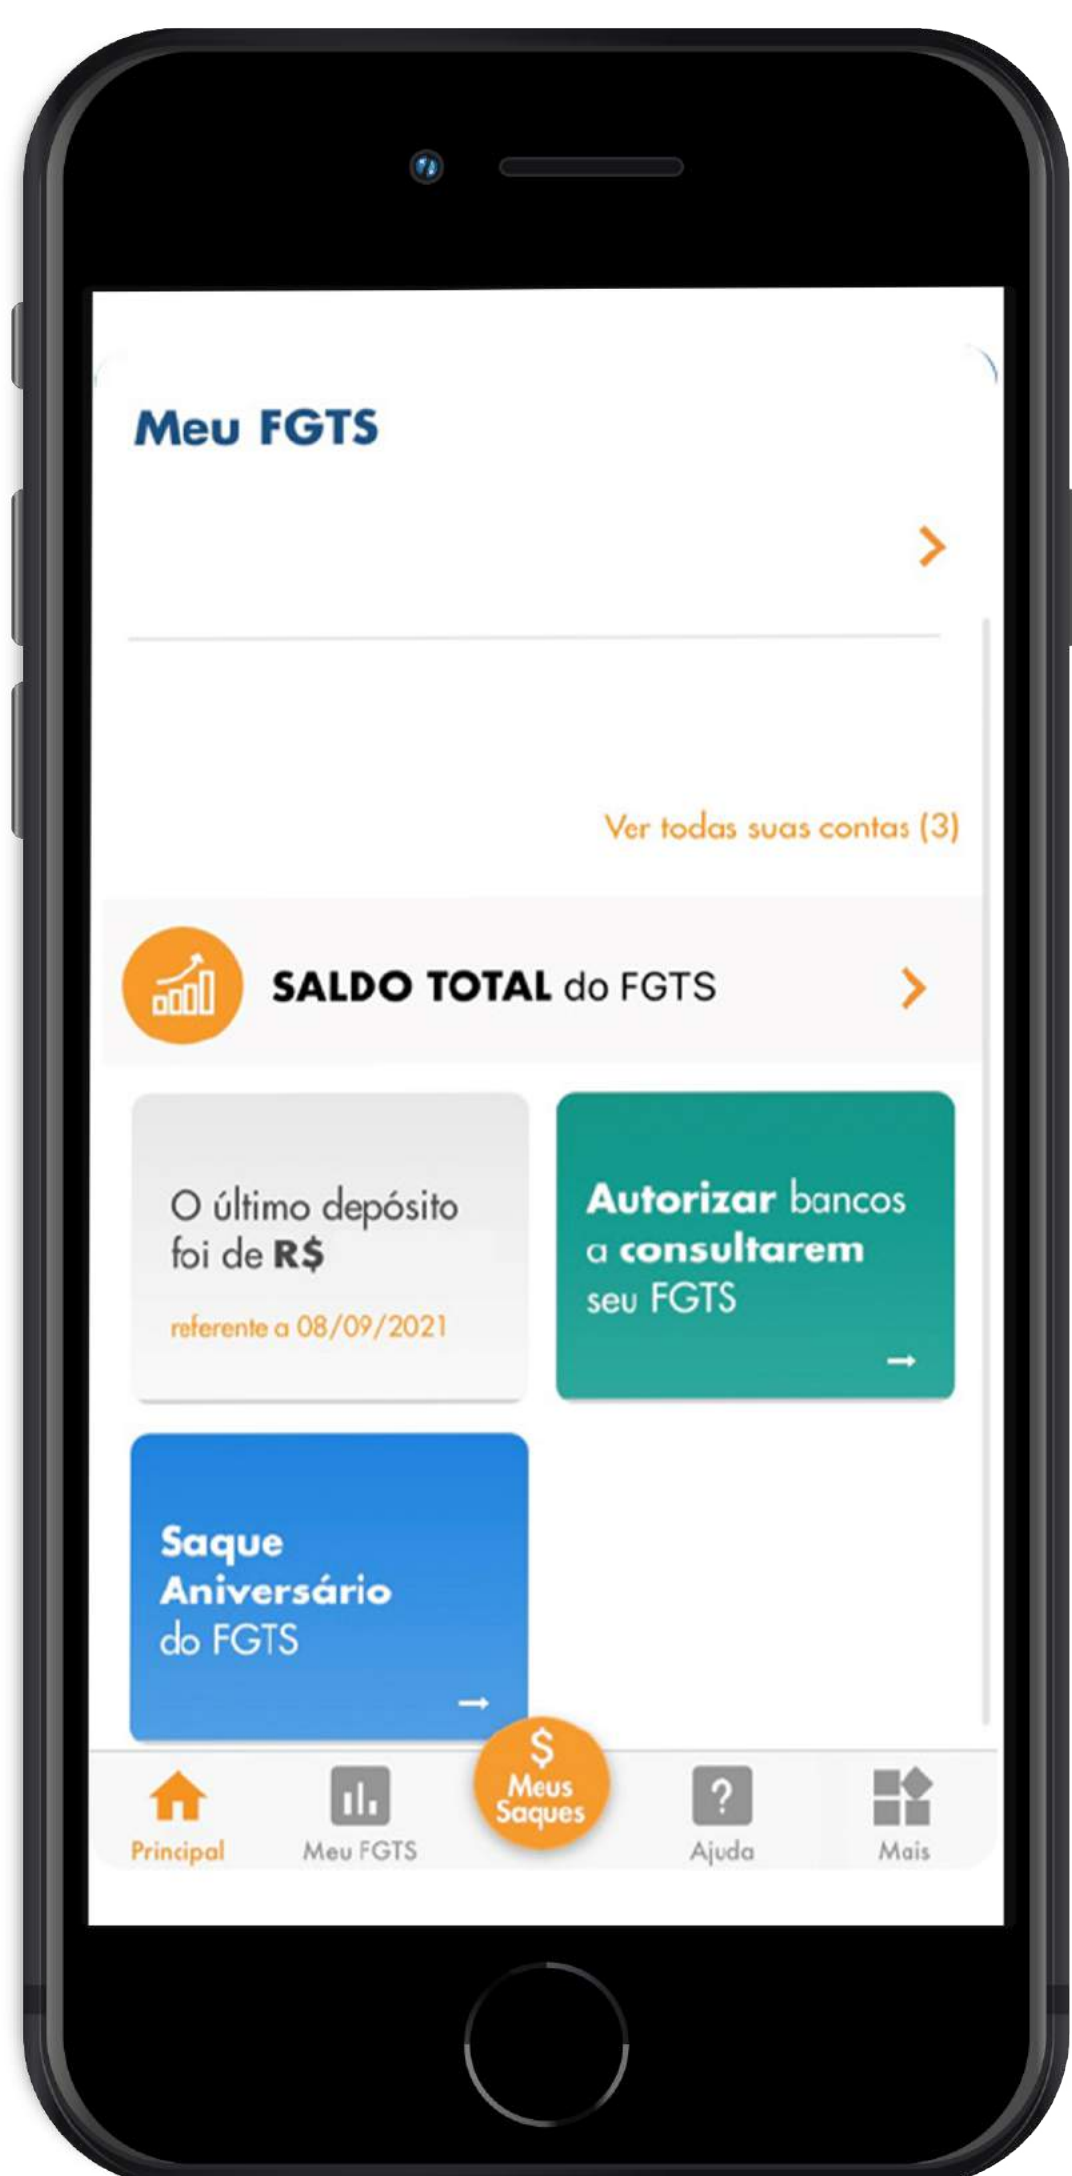 Meu FGTS
Ver todas suas contas (3)
SALDO TOTAL do FGTS
O último depósito
foi de R$
referente a 08/09/2021
Autorizar bancos
a consultarem
seu FGTS
Saque
Aniversário
do FGTS
$
Meus
Saques
Principal
Meu FGTS
?
Ajuda
Mais